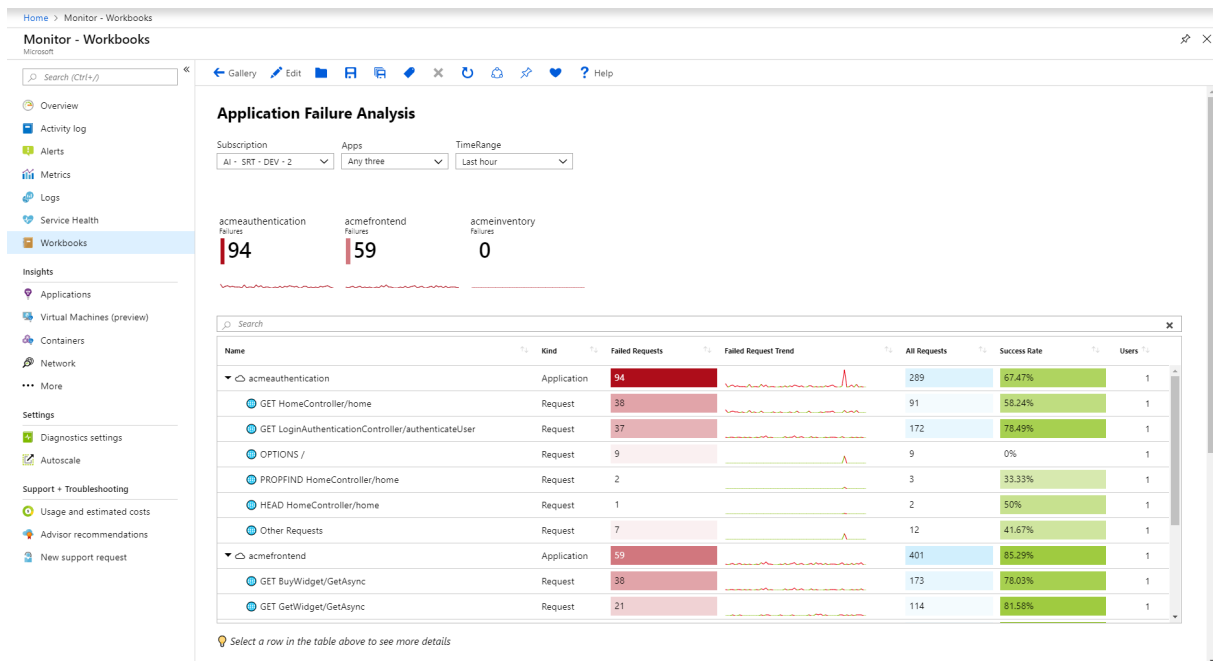 Home > Monitor - Workbooks
Monitor - Workbooks
Microsoft
Search (Ctrl+/)
«
Gallery Edit ? Help
Overview
Activity log
Alerts
Metrics
Logs
Service Health
Workbooks
Insights
Applications
Virtual Machines (preview)
Containers
Network
More
Settings
Diagnostics settings
Autoscale
Support + Troubleshooting
Usage and estimated costs
Advisor recommendations
New support request
Application Failure Analysis
Subscription Apps TimeRange
AI - SRT - DEV - 2 Any three Last hour
acmeauthentication acmefrontend acmeinventory
Failures Failures Failures
94 59 0
Search
Name Kind Failed Requests Failed Request Trend All Requests Success Rate Users
acmeauthentication Application 94 289 67.47% 1
GET HomeController/home Request 38 91 58.24% 1
GET LoginAuthenticationController/authenticateUser Request 37 172 78.49% 1
OPTIONS / Request 9 9 0% 1
PROPFIND HomeController/home Request 2 3 33.33% 1
HEAD HomeController/home Request 1 2 50% 1
Other Requests Request 7 12 41.67% 1
acmefrontend Application 59 401 85.29% 1
GET BuyWidget/GetAsync Request 38 173 78.03% 1
GET GetWidget/GetAsync Request 21 114 81.58% 1
Select a row in the table above to see more details